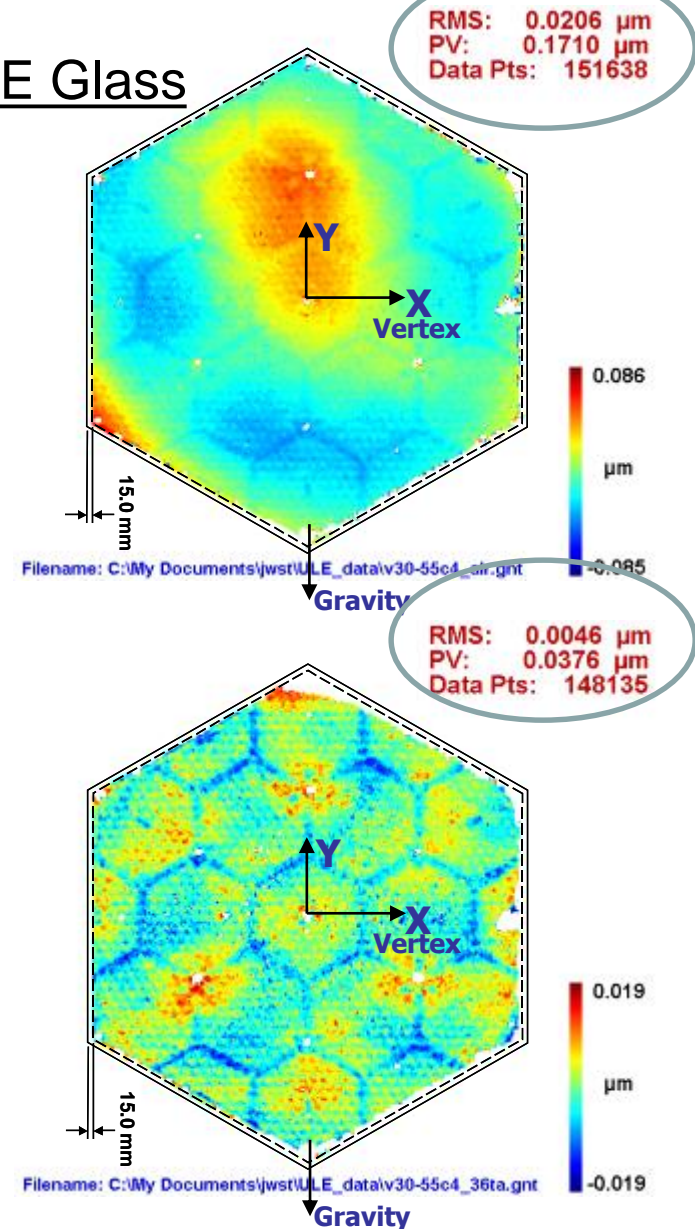 E Glass
RMS: 0.0206 µm
PV: 0.1710 µm
Data Pts: 151638
Y
X
Vertex
0.086
µm
-0.085
15.0 mm
Filename: C:\My Documents\jwst\ULE_data\v30-55c4_clr.gnt
Gravity
RMS: 0.0046 µm
PV: 0.0376 µm
Data Pts: 148135
Y
X
Vertex
0.019
µm
-0.019
15.0 mm
Filename: C:\My Documents\jwst\ULE_data\v30-55c4_36ta.gnt
Gravity